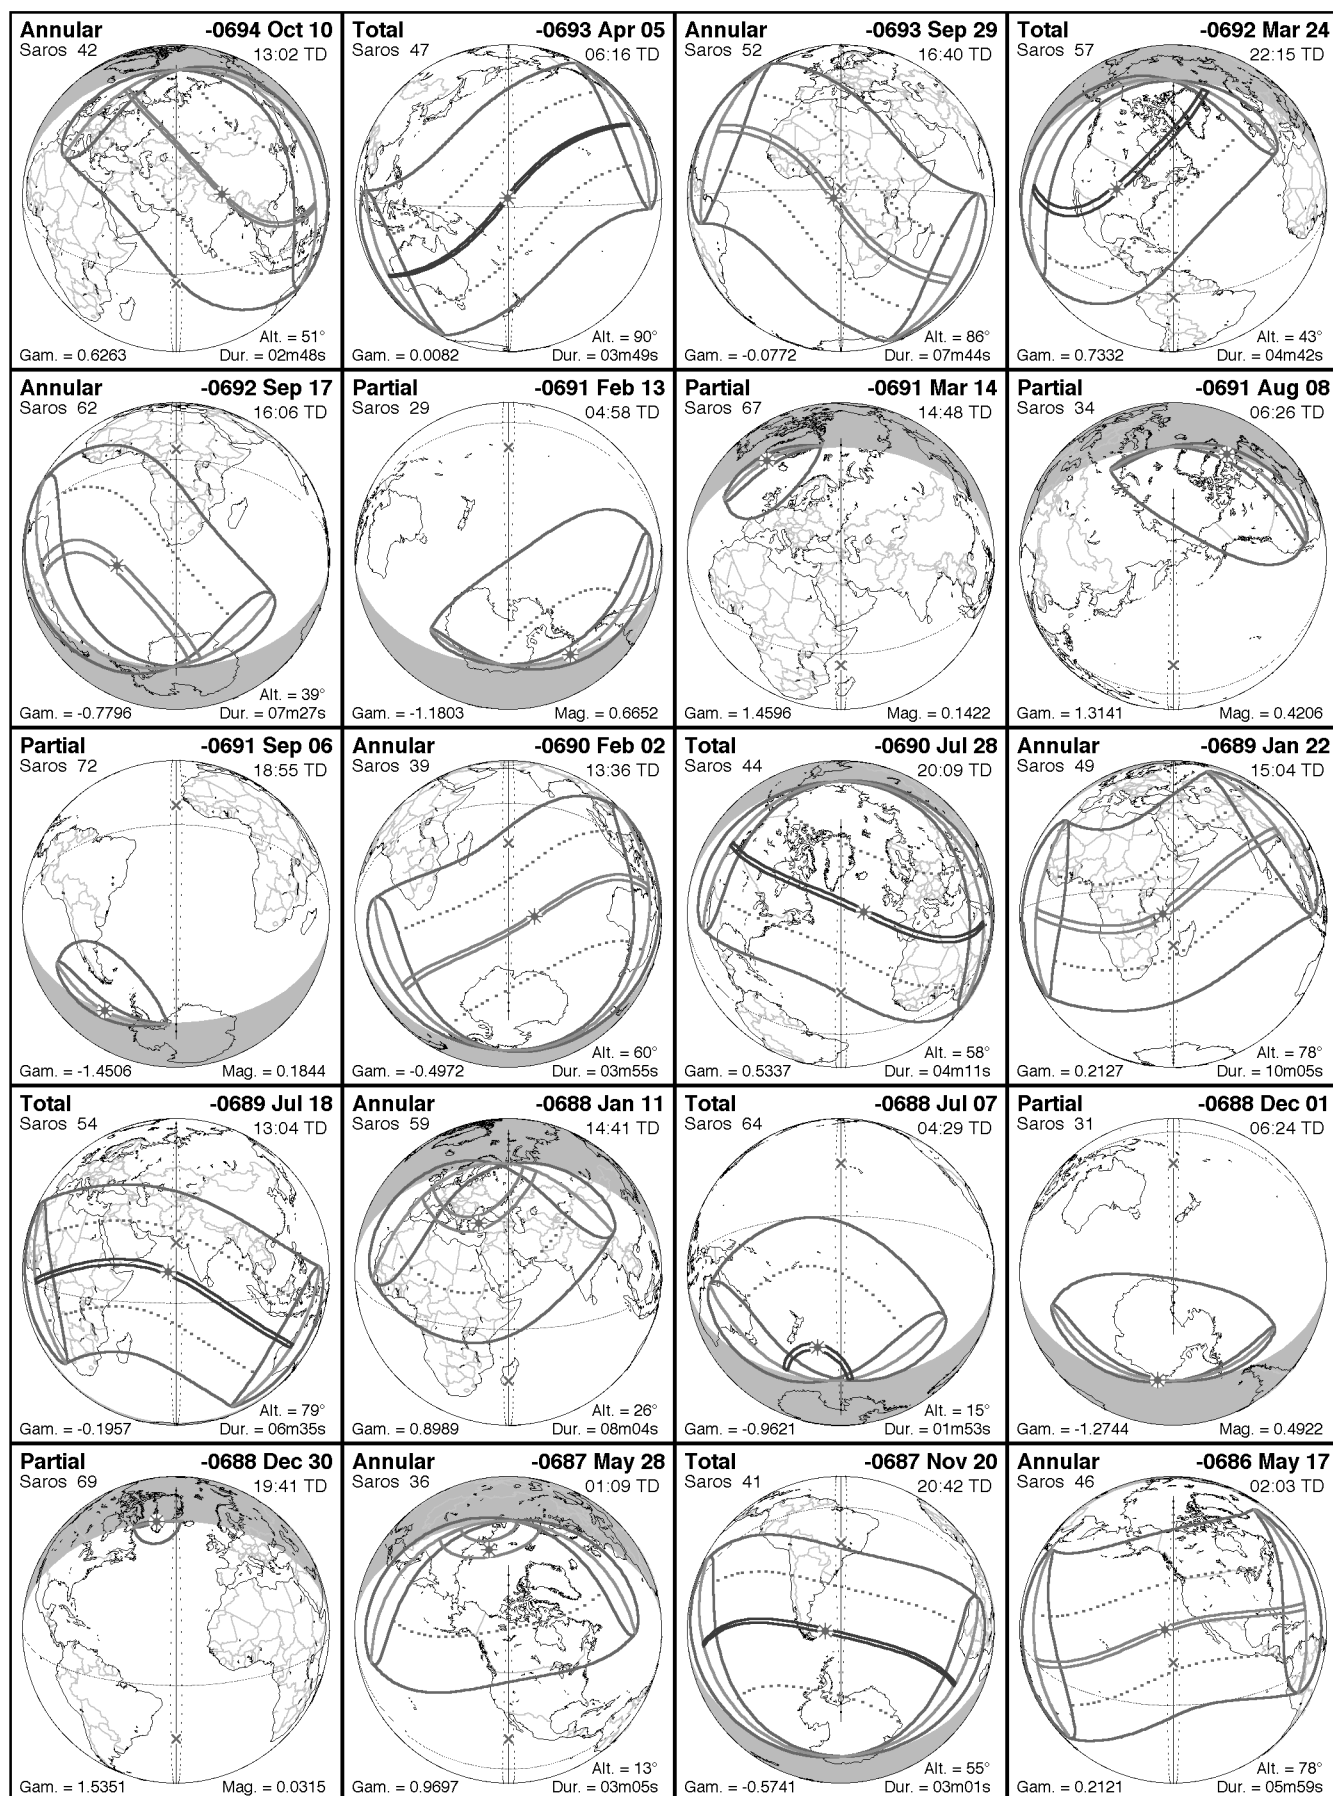 Annular -0694 Oct 10
Saros 42 13:02 TD
Alt. = 51°
Gam. = 0.6263 Dur. = 02m48s
Total -0693 Apr 05
Saros 47 06:16 TD
Alt. = 90°
Gam. = 0.0082 Dur. = 03m49s
Annular -0693 Sep 29
Saros 52 16:40 TD
Alt. = 86°
Gam. = -0.0772 Dur. = 07m44s
Total -0692 Mar 24
Saros 57 22:15 TD
Alt. = 43°
Gam. = 0.7332 Dur. = 04m42s
Annular -0692 Sep 17
Saros 62 16:06 TD
Alt. = 39°
Gam. = -0.7796 Dur. = 07m27s
Partial -0691 Feb 13
Saros 29 04:58 TD
Gam. = -1.1803 Mag. = 0.6652
Partial -0691 Mar 14
Saros 67 14:48 TD
Gam. = 1.4596 Mag. = 0.1422
Partial -0691 Aug 08
Saros 34 06:26 TD
Gam. = 1.3141 Mag. = 0.4206
Partial -0691 Sep 06
Saros 72 18:55 TD
Gam. = -1.4506 Mag. = 0.1844
Annular -0690 Feb 02
Saros 39 13:36 TD
Alt. = 60°
Gam. = -0.4972 Dur. = 03m55s
Total -0690 Jul 28
Saros 44 20:09 TD
Alt. = 58°
Gam. = 0.5337 Dur. = 04m11s
Annular -0689 Jan 22
Saros 49 15:04 TD
Alt. = 78°
Gam. = 0.2127 Dur. = 10m05s
Total -0689 Jul 18
Saros 54 13:04 TD
Alt. = 79°
Gam. = -0.1957 Dur. = 06m35s
Annular -0688 Jan 11
Saros 59 14:41 TD
Alt. = 26°
Gam. = 0.8989 Dur. = 08m04s
Total -0688 Jul 07
Saros 64 04:29 TD
Alt. = 15°
Gam. = -0.9621 Dur. = 01m53s
Partial -0688 Dec 01
Saros 31 06:24 TD
Gam. = -1.2744 Mag. = 0.4922
Partial -0688 Dec 30
Saros 69 19:41 TD
Gam. = 1.5351 Mag. = 0.0315
Annular -0687 May 28
Saros 36 01:09 TD
Alt. = 13°
Gam. = 0.9697 Dur. = 03m05s
Total -0687 Nov 20
Saros 41 20:42 TD
Alt. = 55°
Gam. = -0.5741 Dur. = 03m01s
Annular -0686 May 17
Saros 46 02:03 TD
Alt. = 78°
Gam. = 0.2121 Dur. = 05m59s